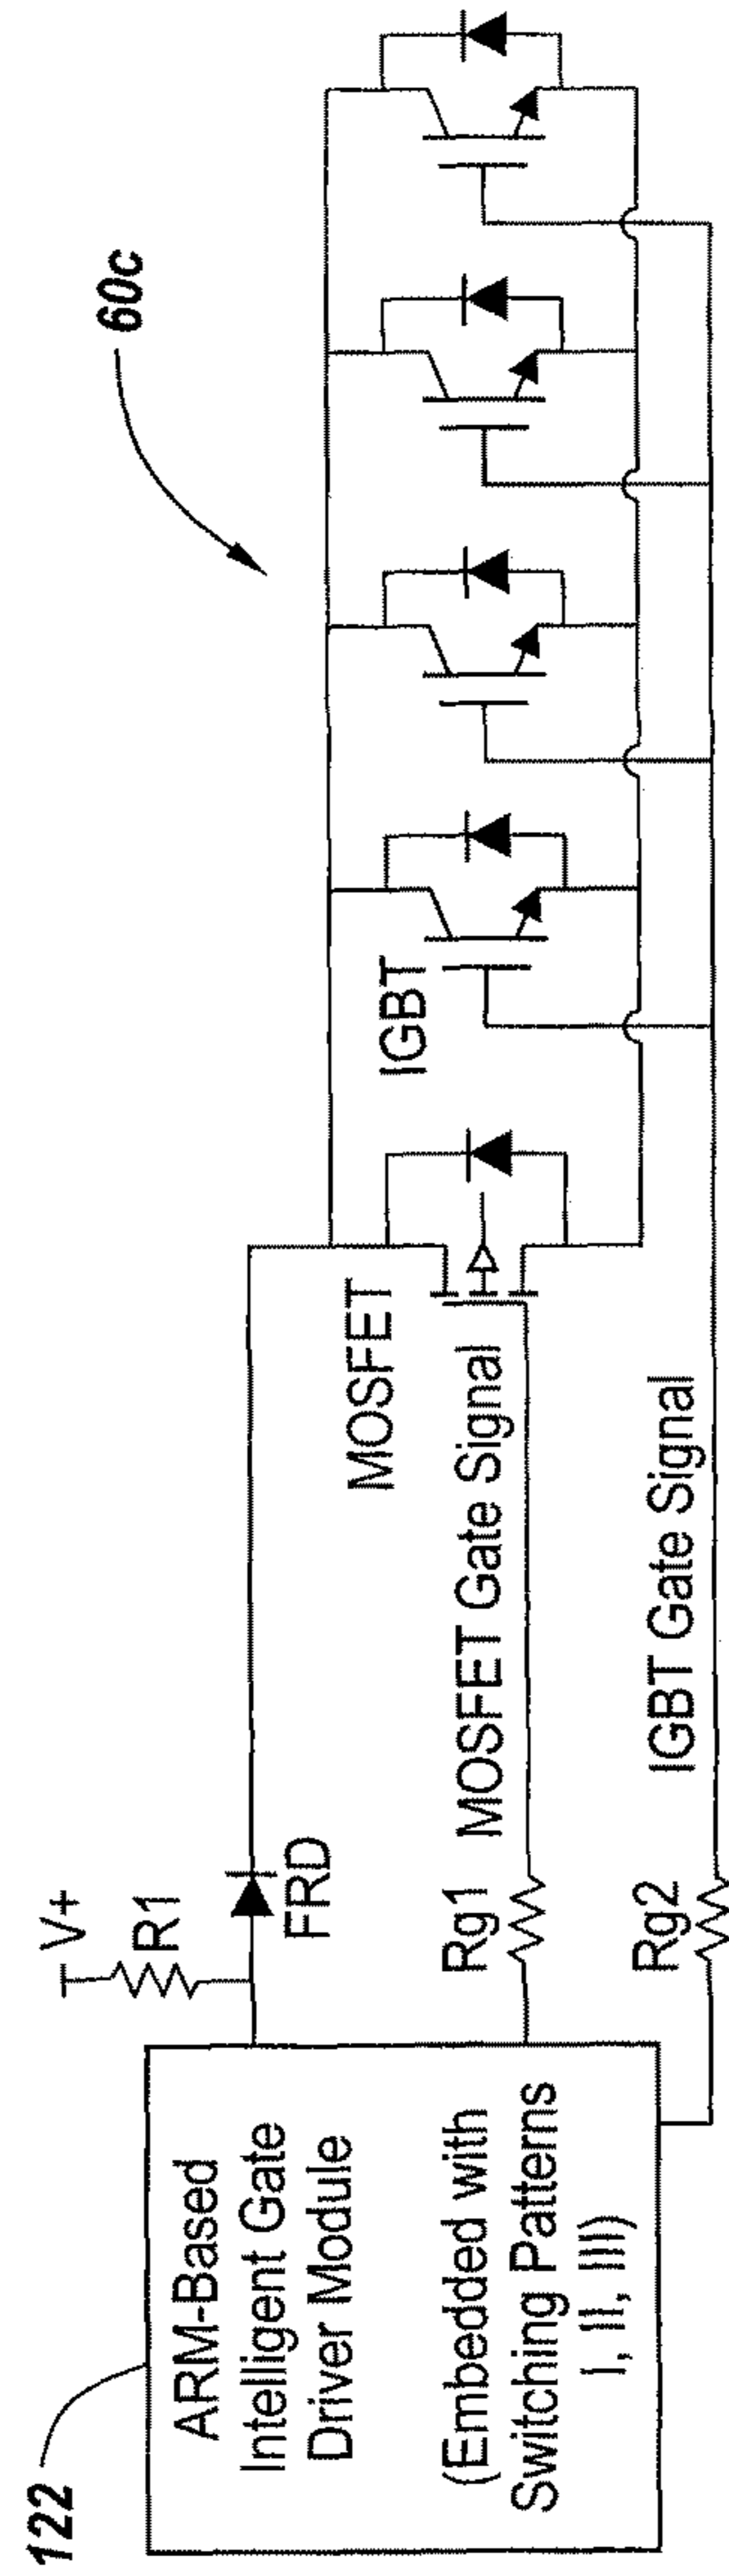 122
ARM-Based
Intelligent Gate
Driver Module
(Embedded with
Switching Patterns
I, II, III)
V+
R1
FRD
Rg1
MOSFET Gate Signal
Rg2
IGBT Gate Signal
MOSFET
IGBT
60c